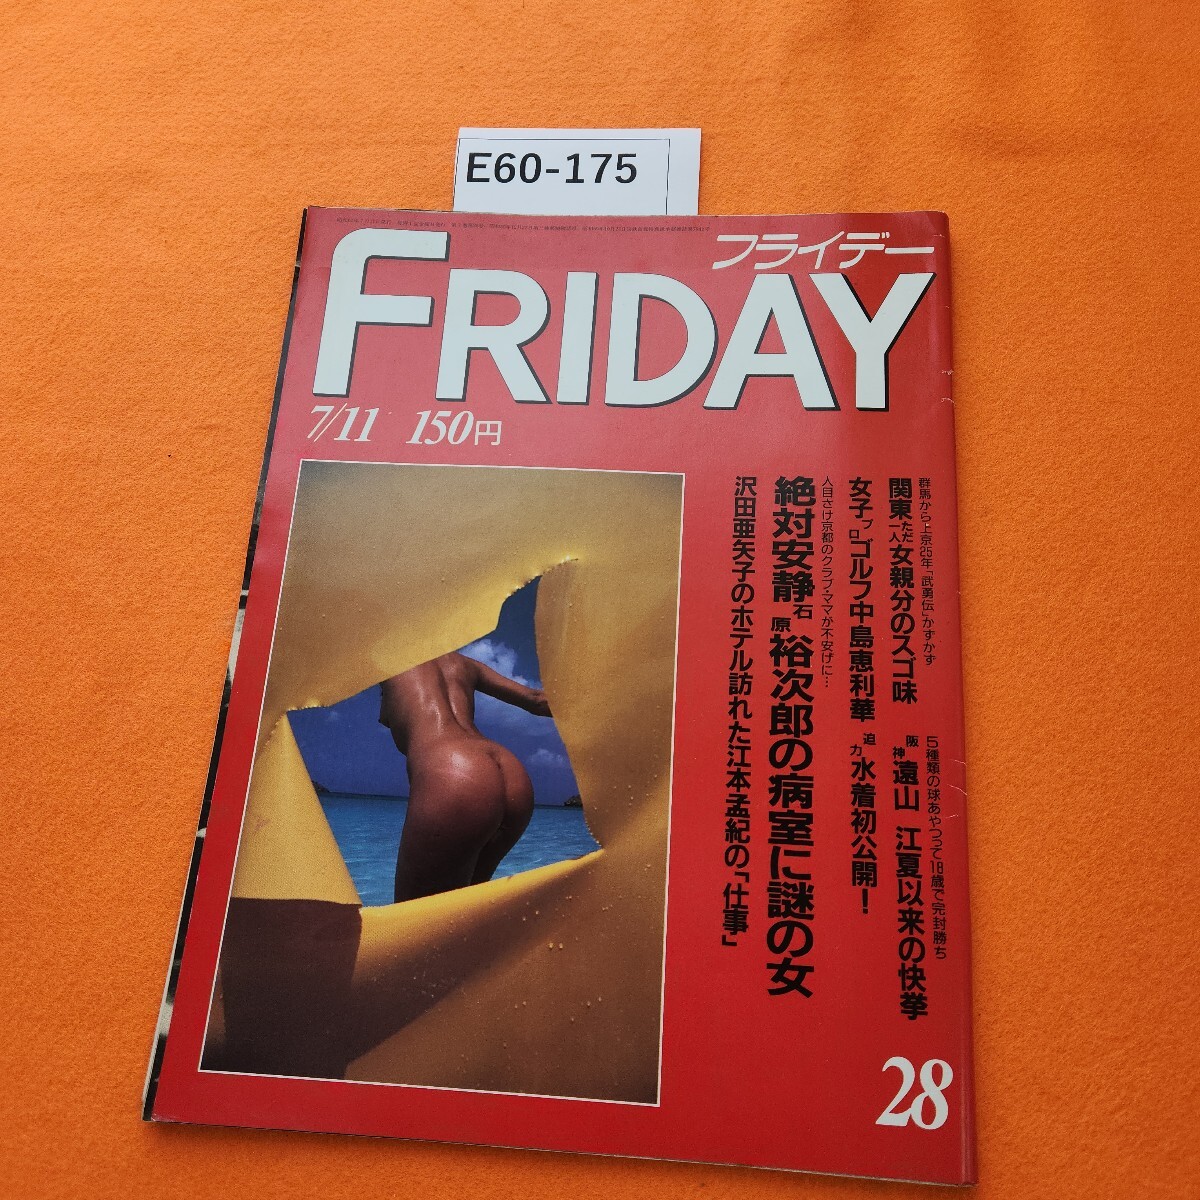 E60-175
フライデー
FRIDAY
7/11 150円
群馬から上京25年「武勇伝」かずかず
関東ただ一人女親分のスゴ味
5種類の球あやつって18歳で完封勝ち
阪神遠山 江夏以来の快挙
女子プロゴルフ中島恵利華 迫力水着初公開!
人目さけ京都のクラブ・ママが不安げに…
絶対安静石原裕次郎の病室に謎の女
沢田亜矢子のホテル訪れた江本孟紀の「仕事」
28